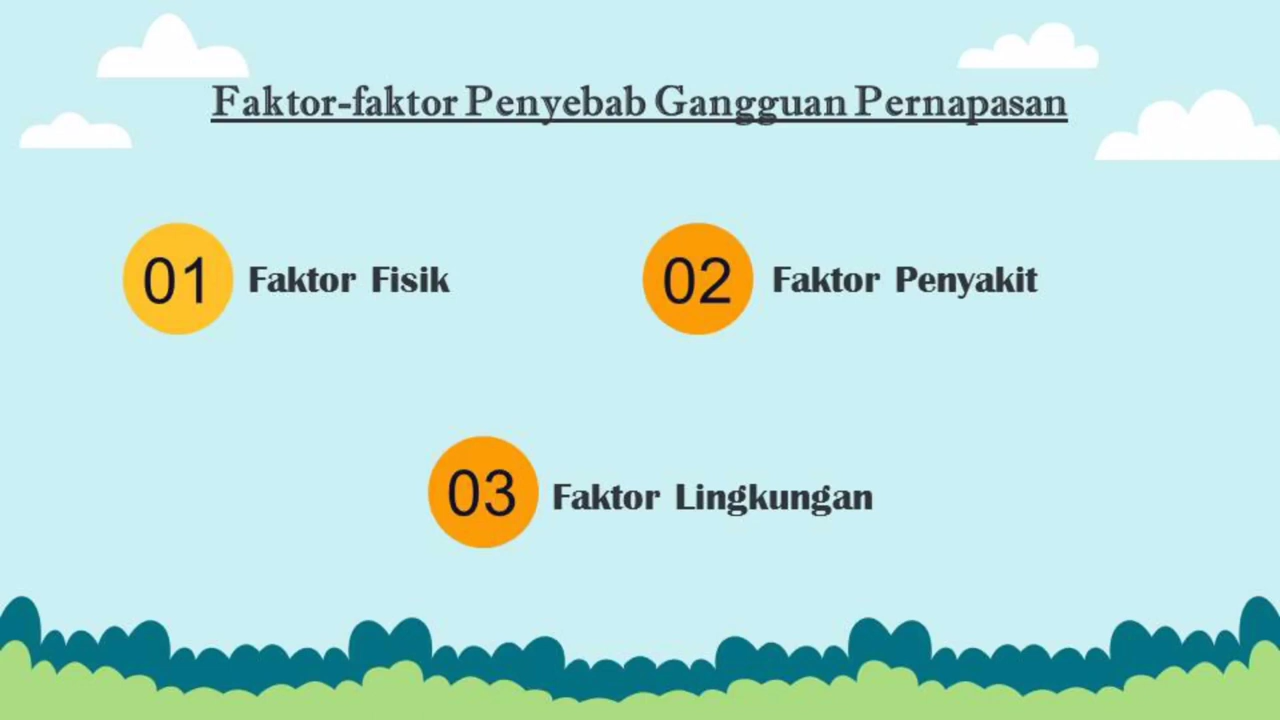 Faktor-faktor Penyebab Gangguan Pernapasan
01 Faktor Fisik
02 Faktor Penyakit
03 Faktor Lingkungan